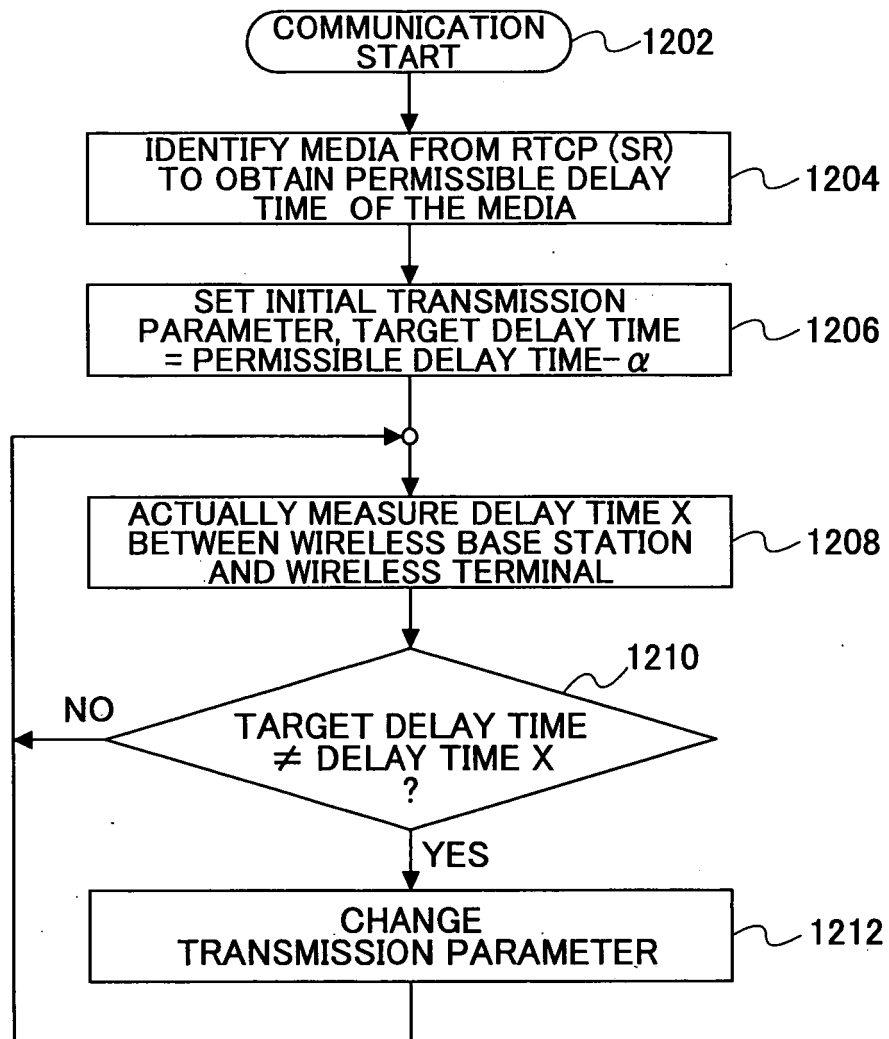 COMMUNICATION
START
1202
IDENTIFY MEDIA FROM RTCP (SR)
TO OBTAIN PERMISSIBLE DELAY
TIME OF THE MEDIA
1204
SET INITIAL TRANSMISSION
PARAMETER, TARGET DELAY TIME
= PERMISSIBLE DELAY TIME- α
1206
ACTUALLY MEASURE DELAY TIME X
BETWEEN WIRELESS BASE STATION
AND WIRELESS TERMINAL
1208
1210
NO
TARGET DELAY TIME
≠ DELAY TIME X
?
YES
CHANGE
TRANSMISSION PARAMETER
1212